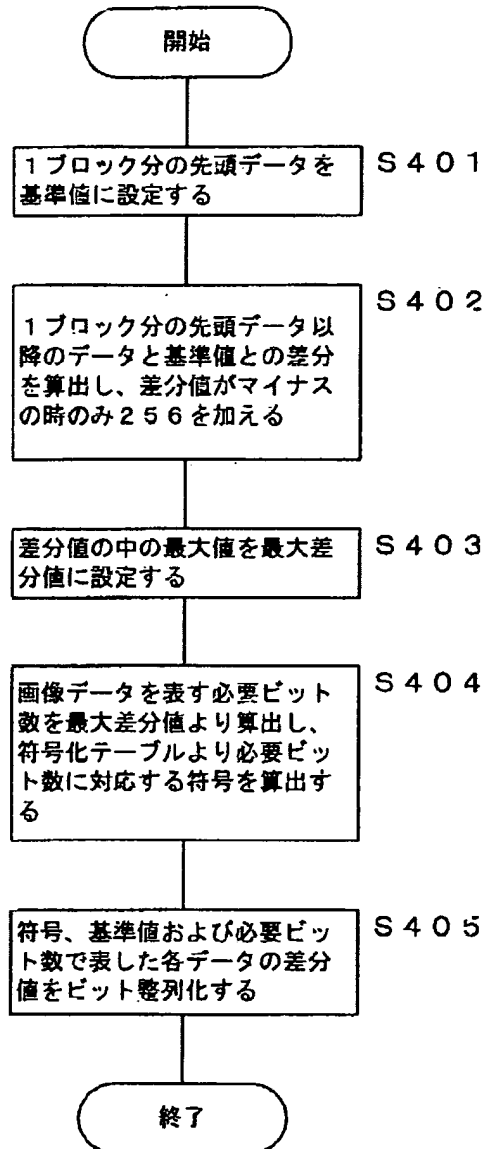 開始
１ブロック分の先頭データを
基準値に設定する
Ｓ４０１
Ｓ４０２
１ブロック分の先頭データ以
降のデータと基準値との差分
を算出し、差分値がマイナス
の時のみ２５６を加える
差分値の中の最大値を最大差
分値に設定する
Ｓ４０３
画像データを表す必要ビット
数を最大差分値より算出し、
符号化テーブルより必要ビッ
ト数に対応する符号を算出す
る
Ｓ４０４
符号、基準値および必要ビッ
ト数で表した各データの差分
値をビット整列化する
Ｓ４０５
終了